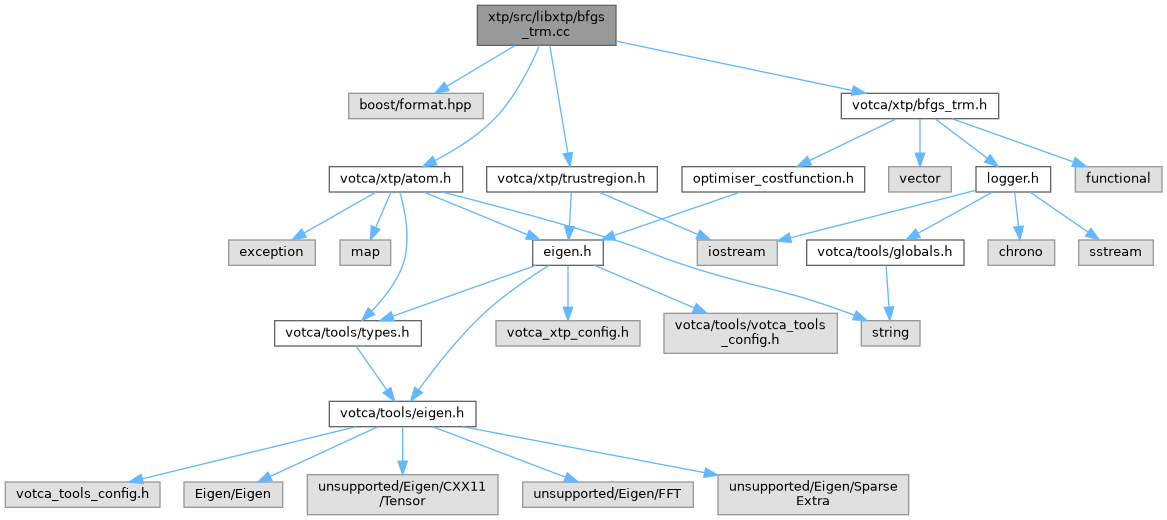 xtp/src/libxtp/bfgs
_trm.cc
boost/format.hpp
votca/xtp/bfgs_trm.h
votca/xtp/atom.h
votca/xtp/trustregion.h
optimiser_costfunction.h
vector
logger.h
functional
exception
map
eigen.h
iostream
votca/tools/globals.h
chrono
sstream
votca/tools/types.h
votca_xtp_config.h
votca/tools/votca_tools
_config.h
string
votca/tools/eigen.h
votca_tools_config.h
Eigen/Eigen
unsupported/Eigen/CXX11
/Tensor
unsupported/Eigen/FFT
unsupported/Eigen/Sparse
Extra